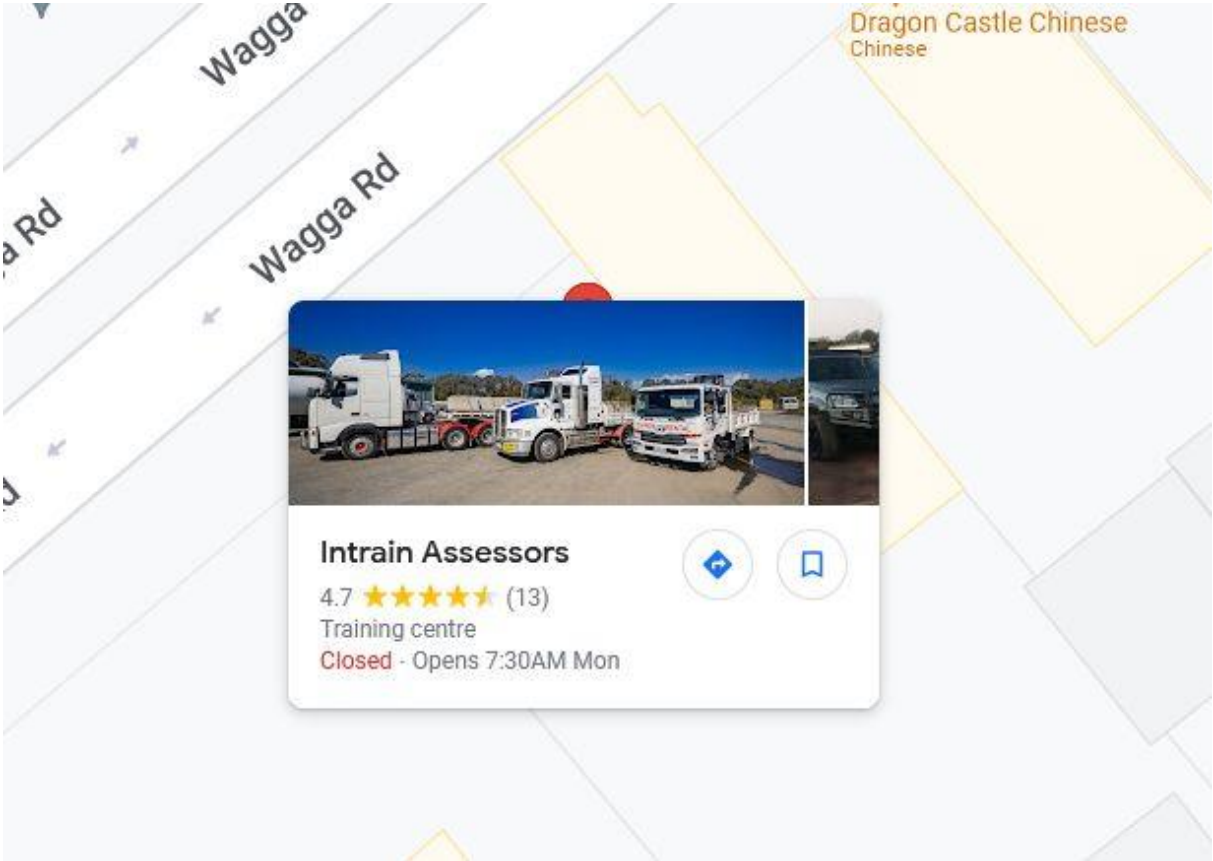 Wagga
Dragon Castle Chinese
Chinese
Wagga Rd
a Rd
d
Intrain Assessors
4.7 (13)
Training centre
Closed · Opens 7:30AM Mon